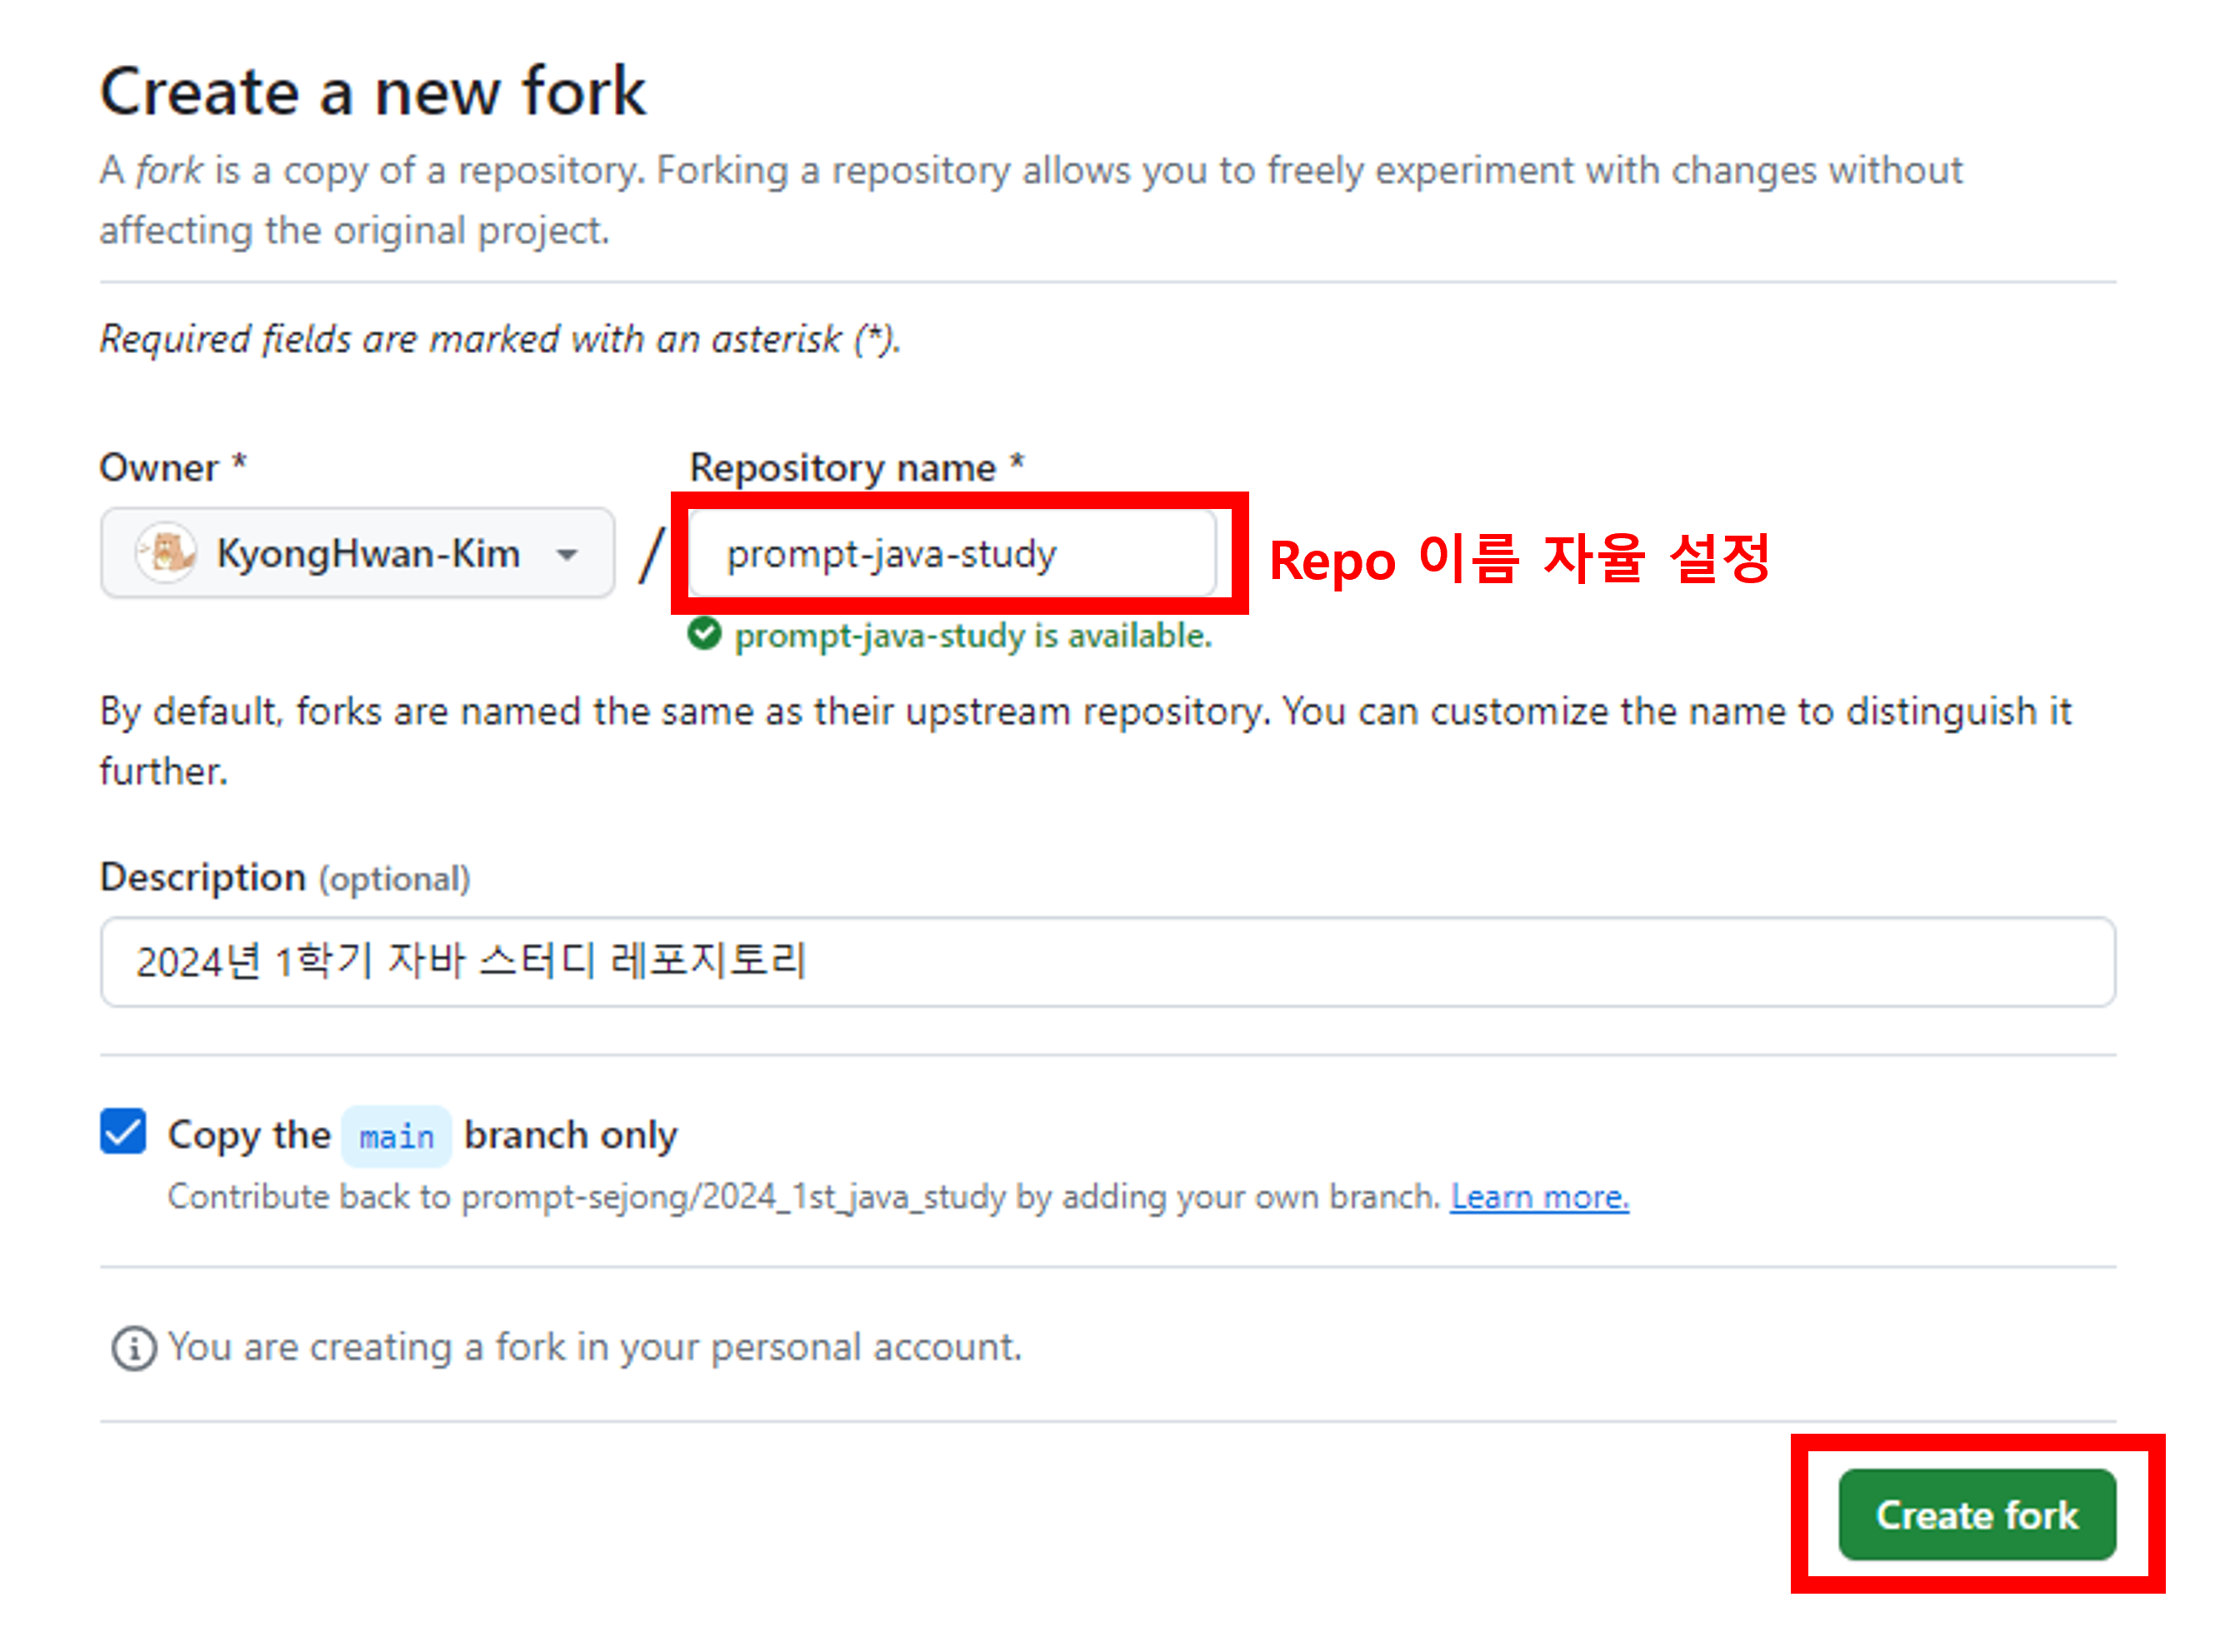 Create a new fork
A fork is a copy of a repository. Forking a repository allows you to freely experiment with changes without
affecting the original project.
Required fields are marked with an asterisk (*).
Owner *
Repository name *
KyongHwan-Kim
/
prompt-java-study
Repo 이름 자율 설정
prompt-java-study is available.
By default, forks are named the same as their upstream repository. You can customize the name to distinguish it
further.
Description (optional)
2024년 1학기 자바 스터디 레포지토리
Copy the main branch only
Contribute back to prompt-sejong/2024_1st_java_study by adding your own branch. Learn more.
You are creating a fork in your personal account.
Create fork